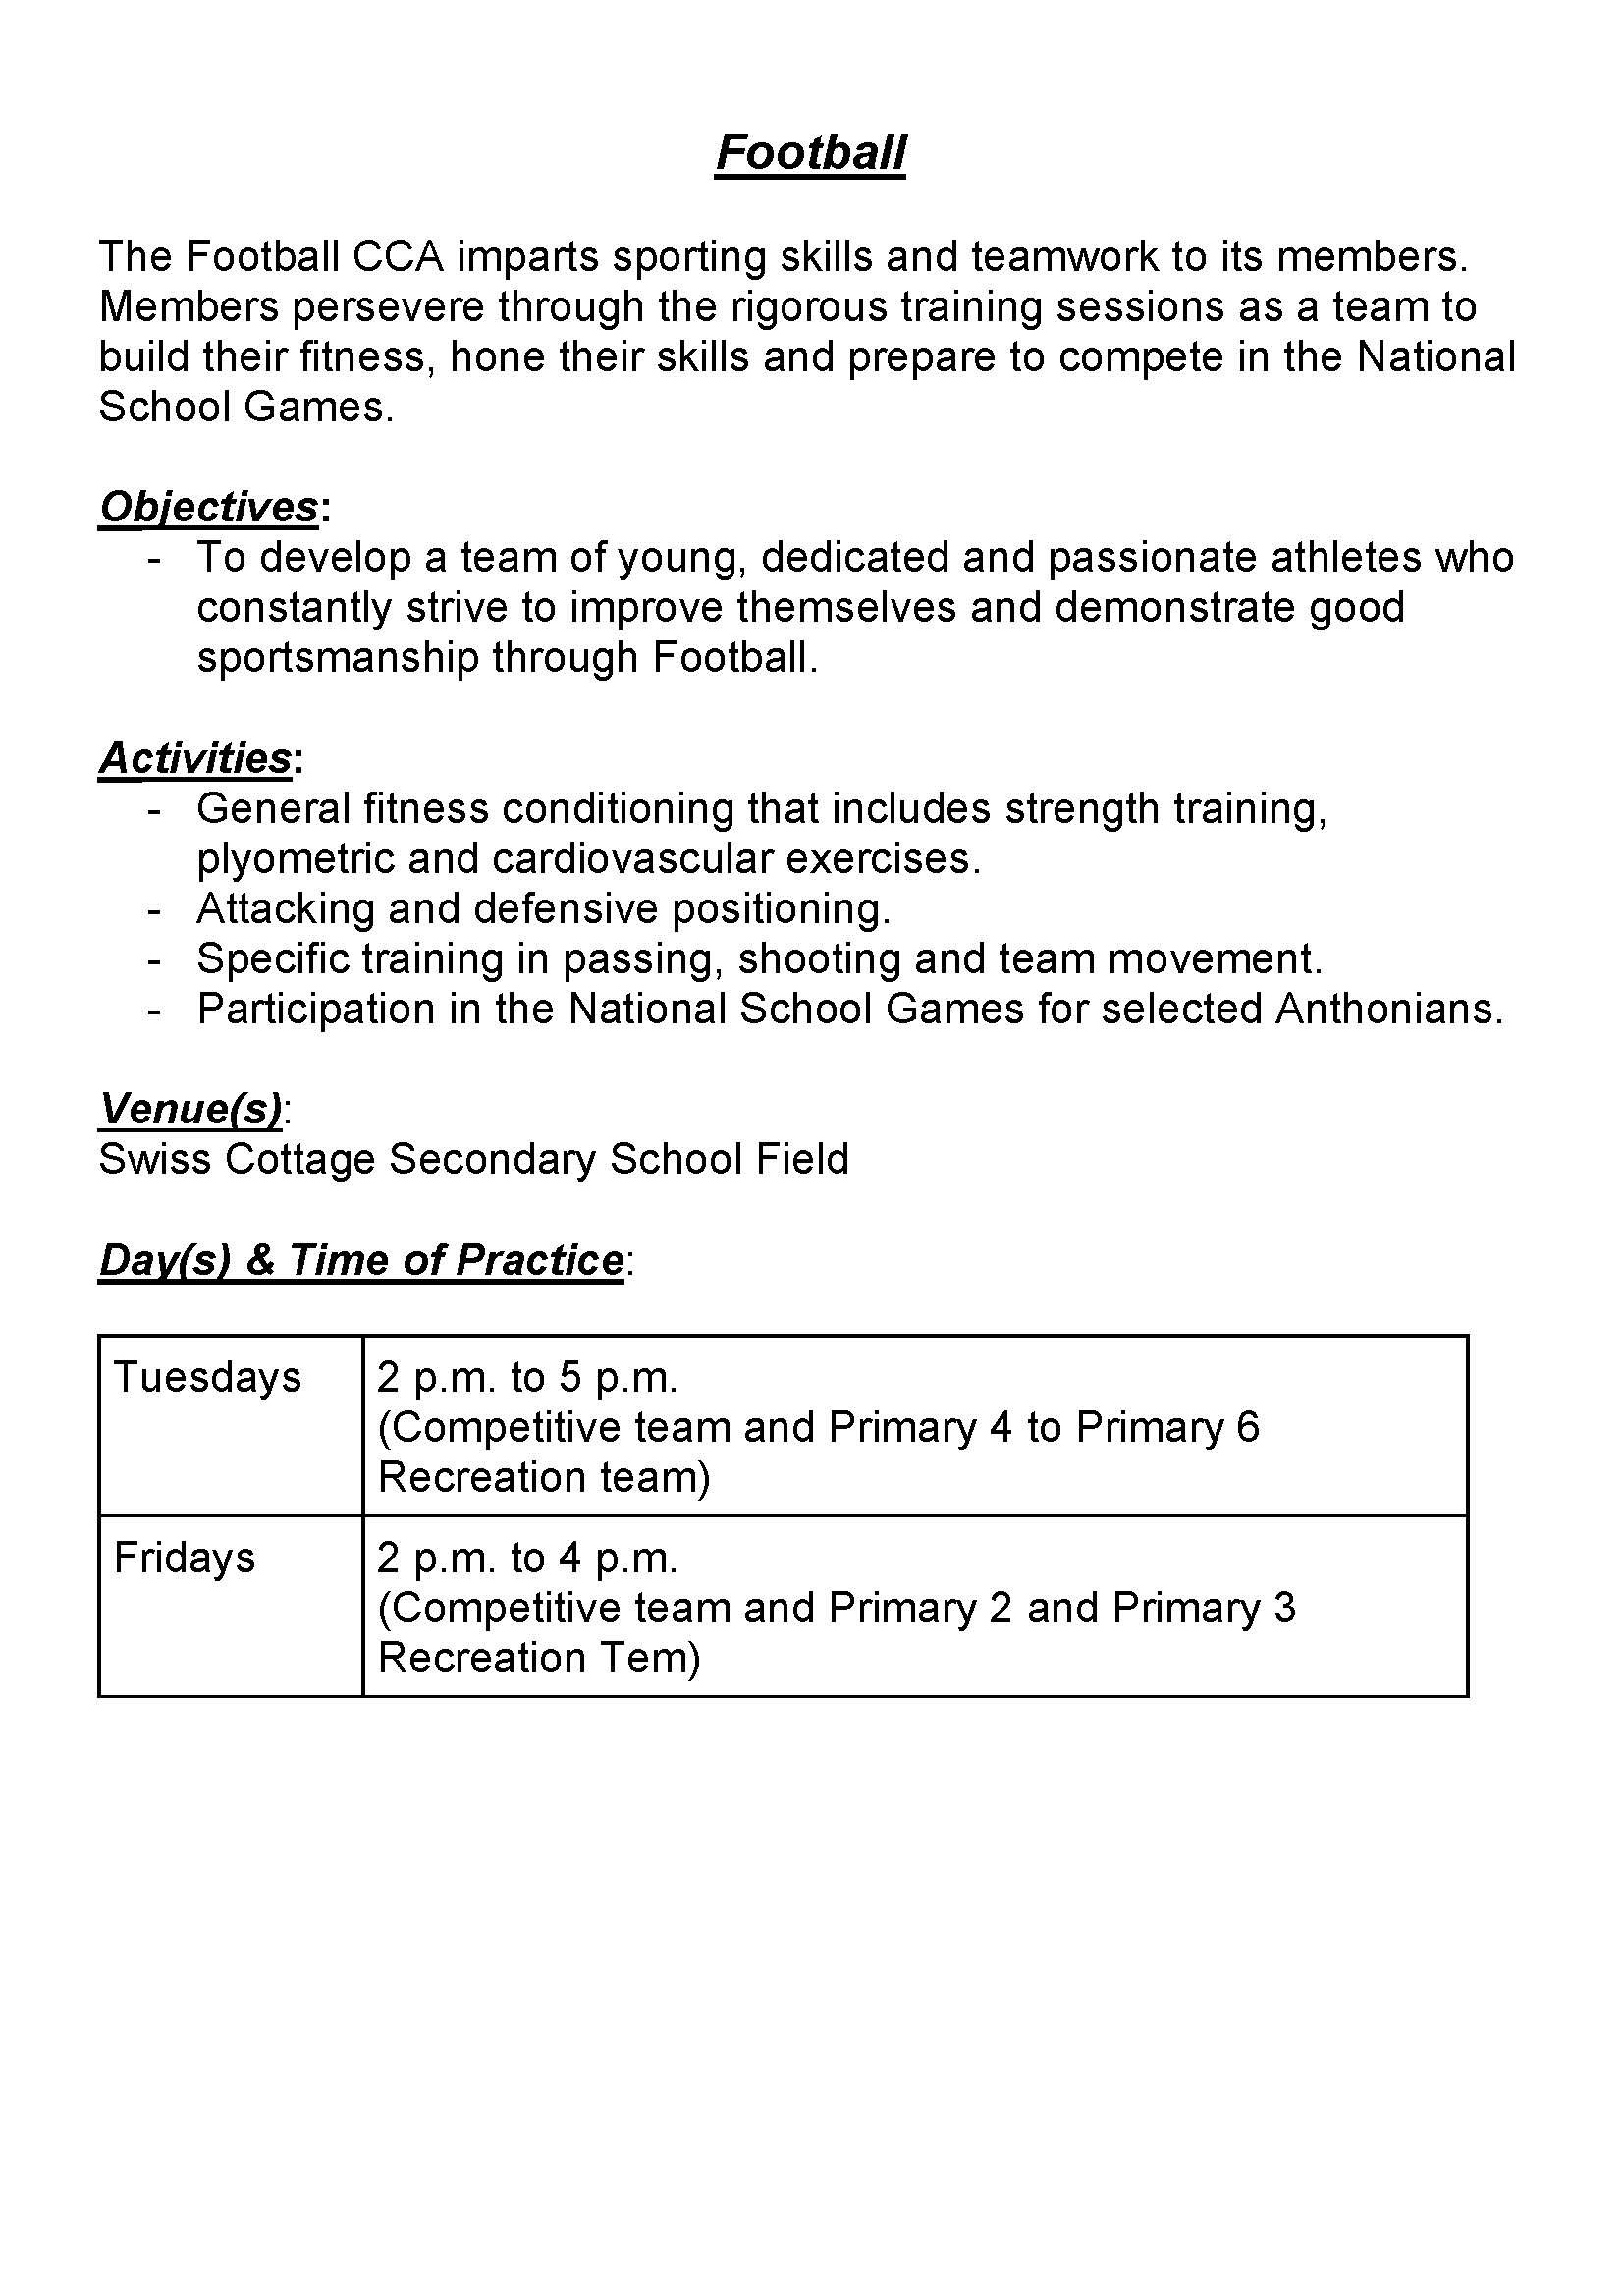 Football
The Football CCA imparts sporting skills and teamwork to its members.
Members persevere through the rigorous training sessions as a team to
build their fitness, hone their skills and prepare to compete in the National
School Games.
Objectives:
- To develop a team of young, dedicated and passionate athletes who
constantly strive to improve themselves and demonstrate good
sportsmanship through Football.
Activities:
- General fitness conditioning that includes strength training,
plyometric and cardiovascular exercises.
- Attacking and defensive positioning.
- Specific training in passing, shooting and team movement.
- Participation in the National School Games for selected Anthonians.
Venue(s):
Swiss Cottage Secondary School Field
Day(s) & Time of Practice:
Tuesdays
2 p.m. to 5 p.m.
(Competitive team and Primary 4 to Primary 6
Recreation team)
Fridays
2 p.m. to 4 p.m.
(Competitive team and Primary 2 and Primary 3
Recreation Tem)